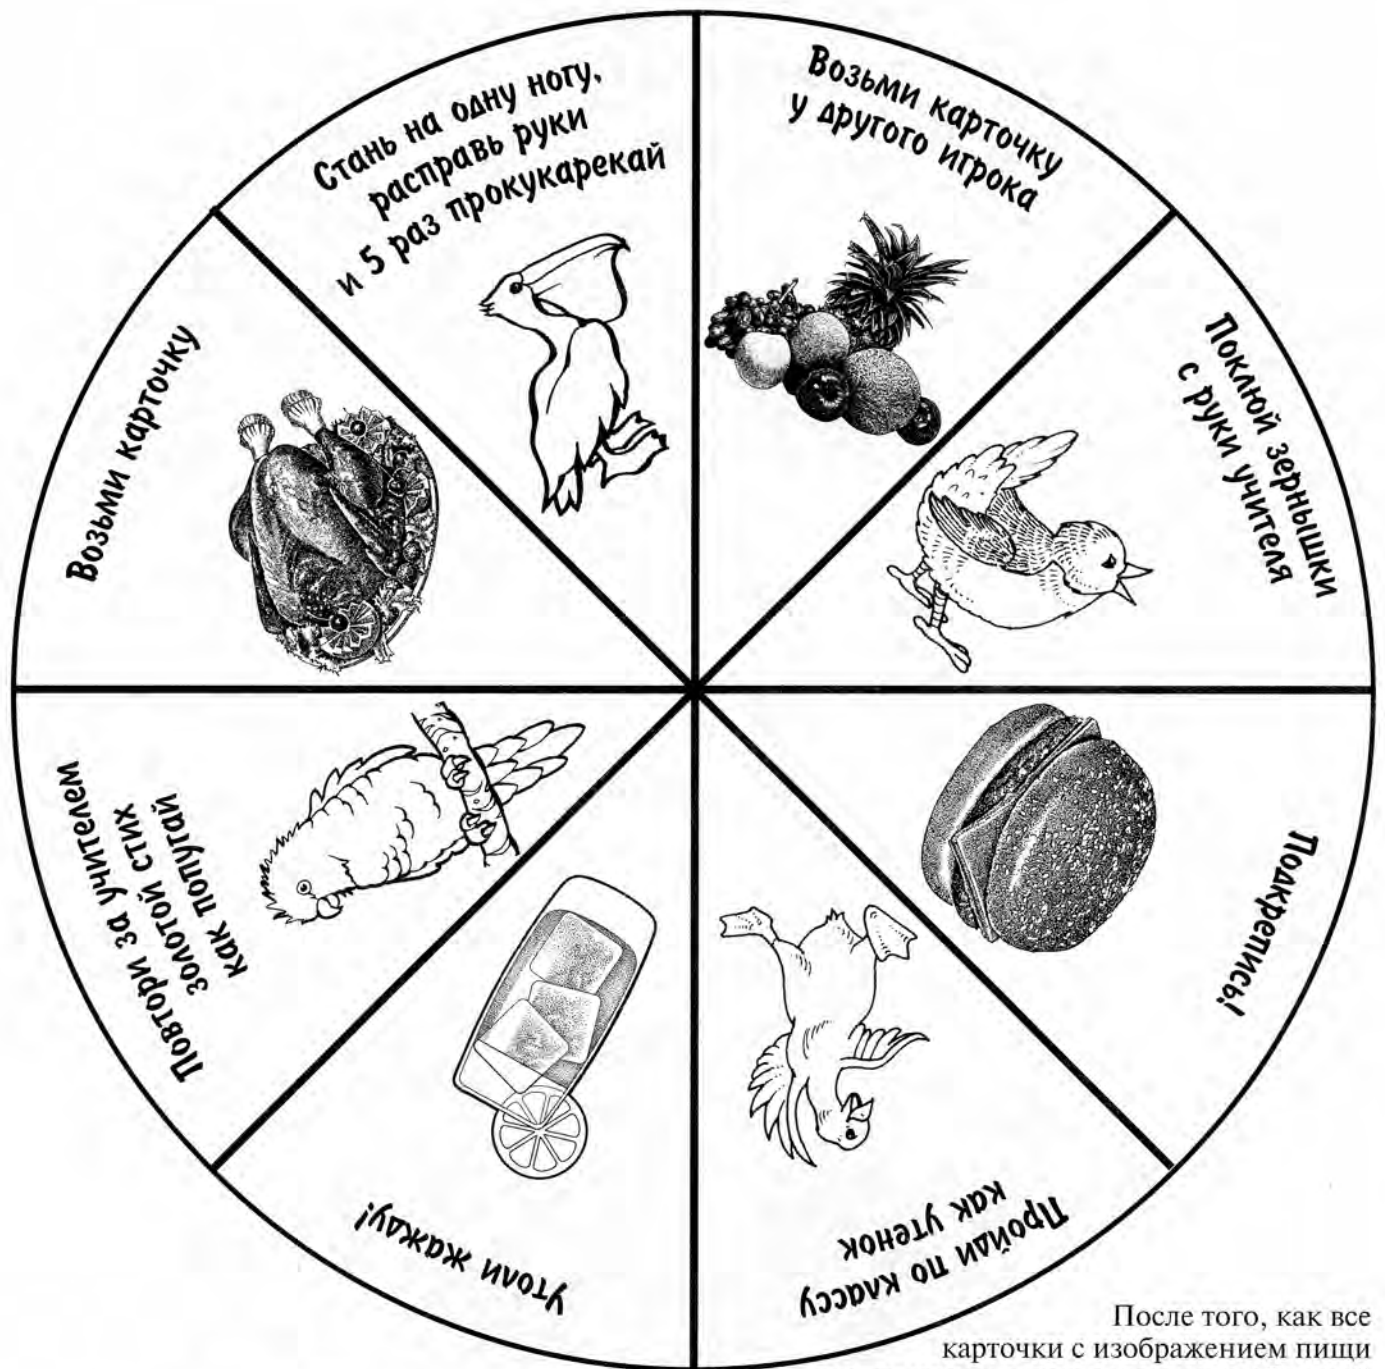 Стань на одну ногу,
расправь руки
и 5 раз прокукарекай
Возьми карточку
у другого игрока
Поклюй зернышки
с руки учителя
Подкрепись!
Пройди по классу
как утенок
Утоли жажду!
Повтори за учителем
золотой стих
как попугай
Возьми карточку
После того, как все
карточки с изображением пищи